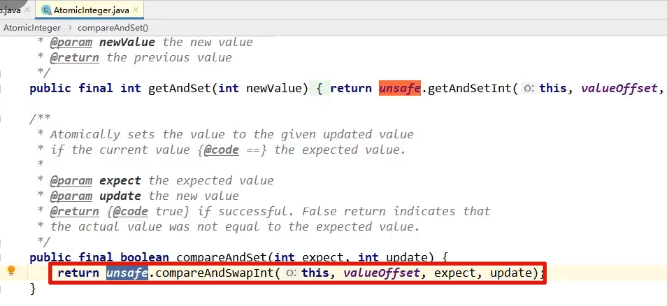 .java
AtomicInteger.java
AtomicInteger
compareAndSet()
* @param newValue the new value
* @return the previous value
*/
public final int getAndSet(int newValue) { return unsafe.getAndSetInt( o: this, valueOffset,
/**
* Atomically sets the value to the given updated value
* if the current value {@code ==} the expected value.
*
* @param expect the expected value
* @param update the new value
* @return {@code true} if successful. False return indicates that
* the actual value was not equal to the expected value.
*/
public final boolean compareAndSet(int expect, int update) {
return unsafe.compareAndSwapInt( o: this, valueOffset, expect, update);
}